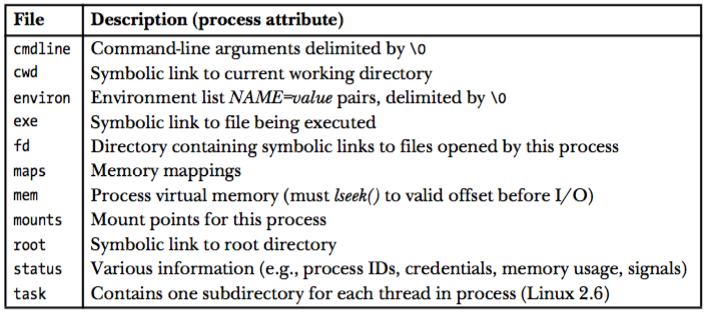 File Description (process attribute)
cmdline Command-line arguments delimited by \0
cwd Symbolic link to current working directory
environ Environment list NAME=value pairs, delimited by \0
exe Symbolic link to file being executed
fd Directory containing symbolic links to files opened by this process
maps Memory mappings
mem Process virtual memory (must lseek() to valid offset before I/O)
mounts Mount points for this process
root Symbolic link to root directory
status Various information (e.g., process IDs, credentials, memory usage, signals)
task Contains one subdirectory for each thread in process (Linux 2.6)